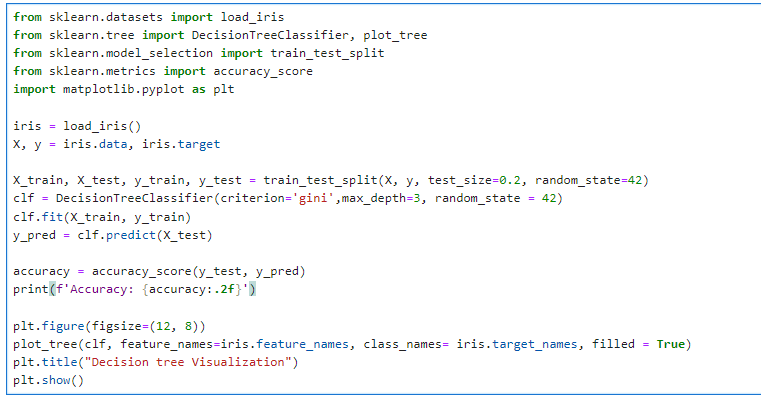 from sklearn.datasets import load_iris
from sklearn.tree import DecisionTreeClassifier, plot_tree
from sklearn.model_selection import train_test_split
from sklearn.metrics import accuracy_score
import matplotlib.pyplot as plt

iris = load_iris()
X, y = iris.data, iris.target

X_train, X_test, y_train, y_test = train_test_split(X, y, test_size=0.2, random_state=42)
clf = DecisionTreeClassifier(criterion='gini',max_depth=3, random_state = 42)
clf.fit(X_train, y_train)
y_pred = clf.predict(X_test)

accuracy = accuracy_score(y_test, y_pred)
print(f'Accuracy: {accuracy:.2f}')

plt.figure(figsize=(12, 8))
plot_tree(clf, feature_names=iris.feature_names, class_names= iris.target_names, filled = True)
plt.title("Decision tree Visualization")
plt.show()